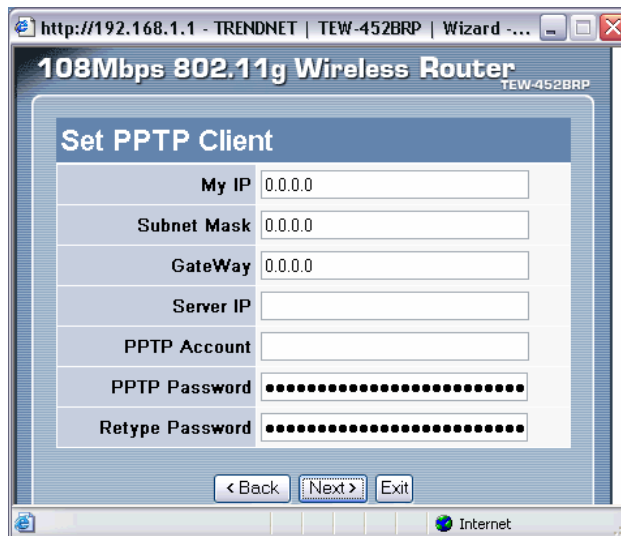 http://192.168.1.1 - TRENDNET | TEW-452BRP | Wizard -...
108Mbps 802.11g Wireless Router
TEW-452BRP
Set PPTP Client
My IP 0.0.0.0
Subnet Mask 0.0.0.0
GateWay 0.0.0.0
Server IP
PPTP Account
PPTP Password ••••••••••••••••••••••••
Retype Password ••••••••••••••••••••••••
< Back Next > Exit
Internet